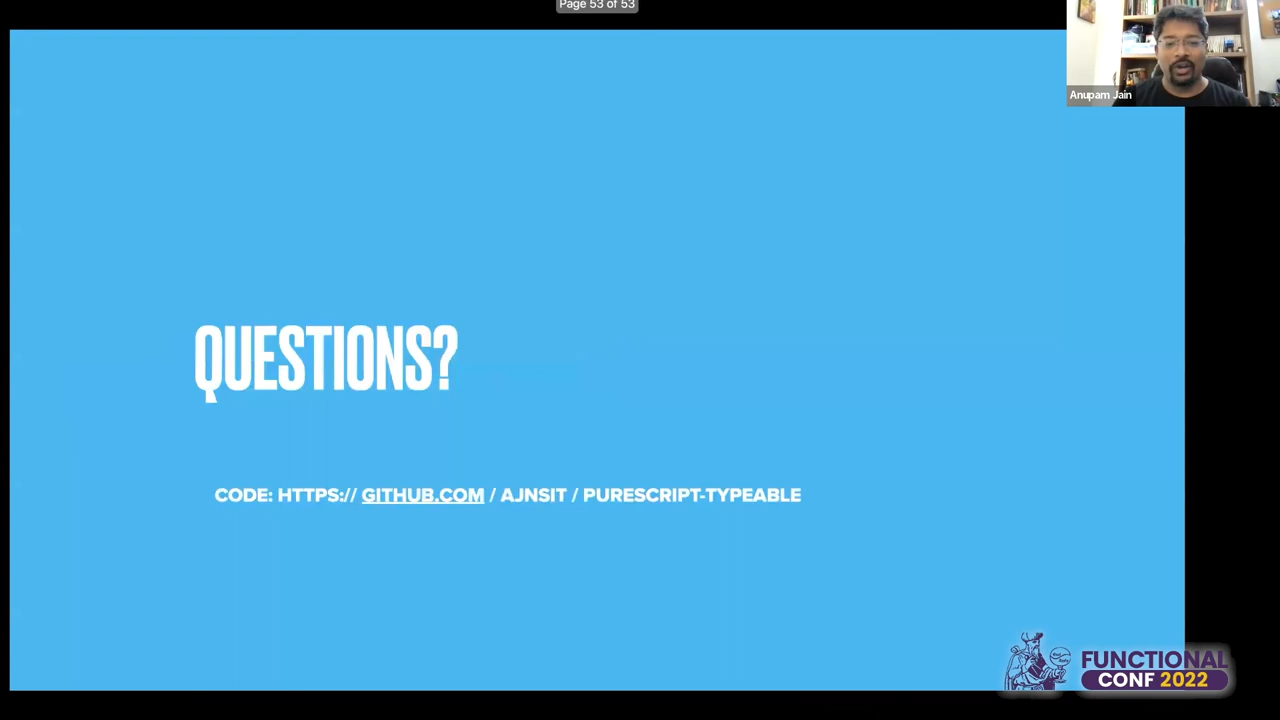 Page 53 of 53
Anupam Jain
QUESTIONS?
CODE: HTTPS:// GITHUB.COM / AJNSIT / PURESCRIPT-TYPEABLE
FUNCTIONAL
CONF 2022